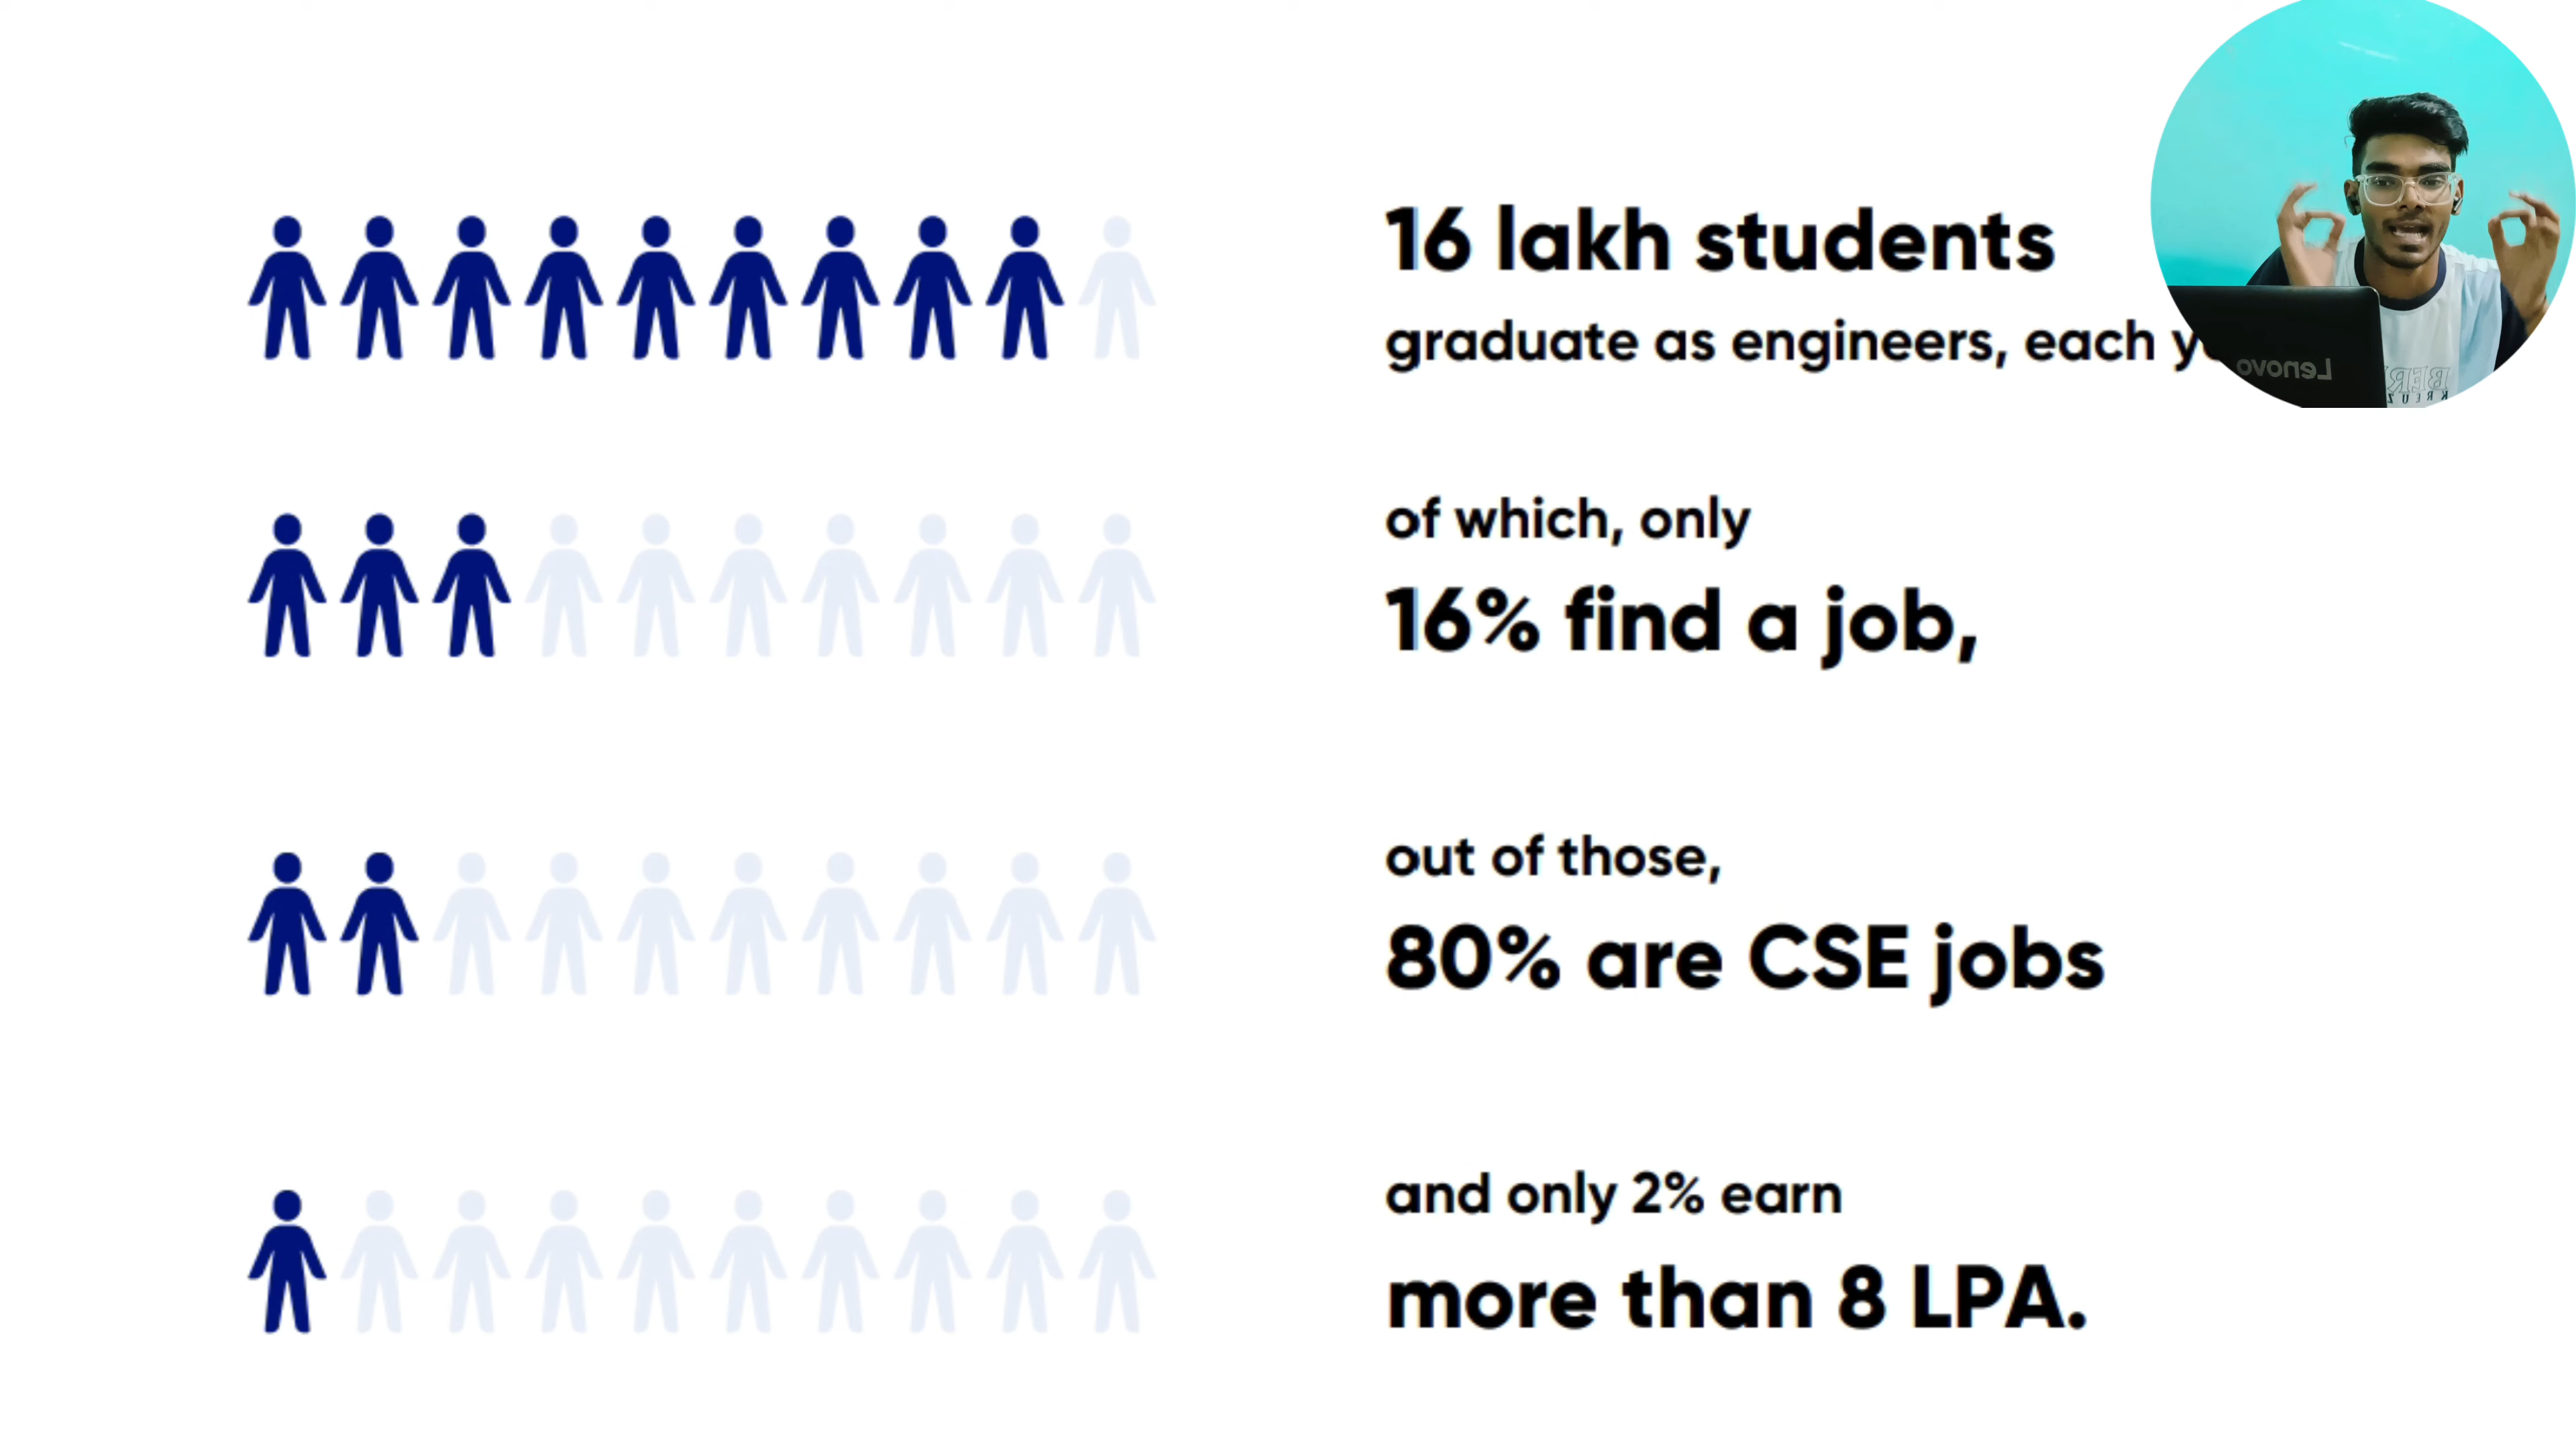 16 lakh students
graduate as engineers, each
of which, only
16% find a job,
out of those,
80% are CSE jobs
and only 2% earn
more than 8 LPA.
Lenovo